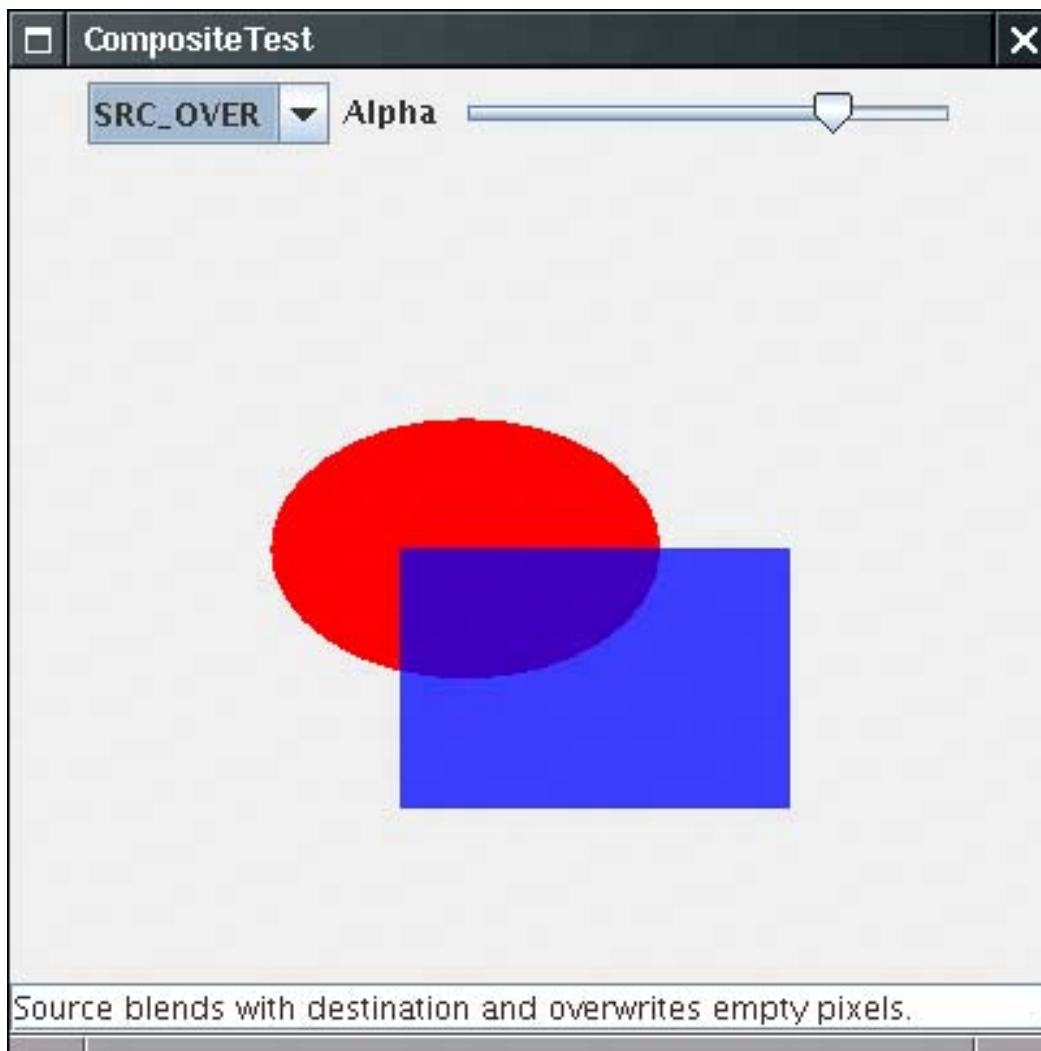 CompositeTest
SRC_OVER Alpha
Source blends with destination and overwrites empty pixels.